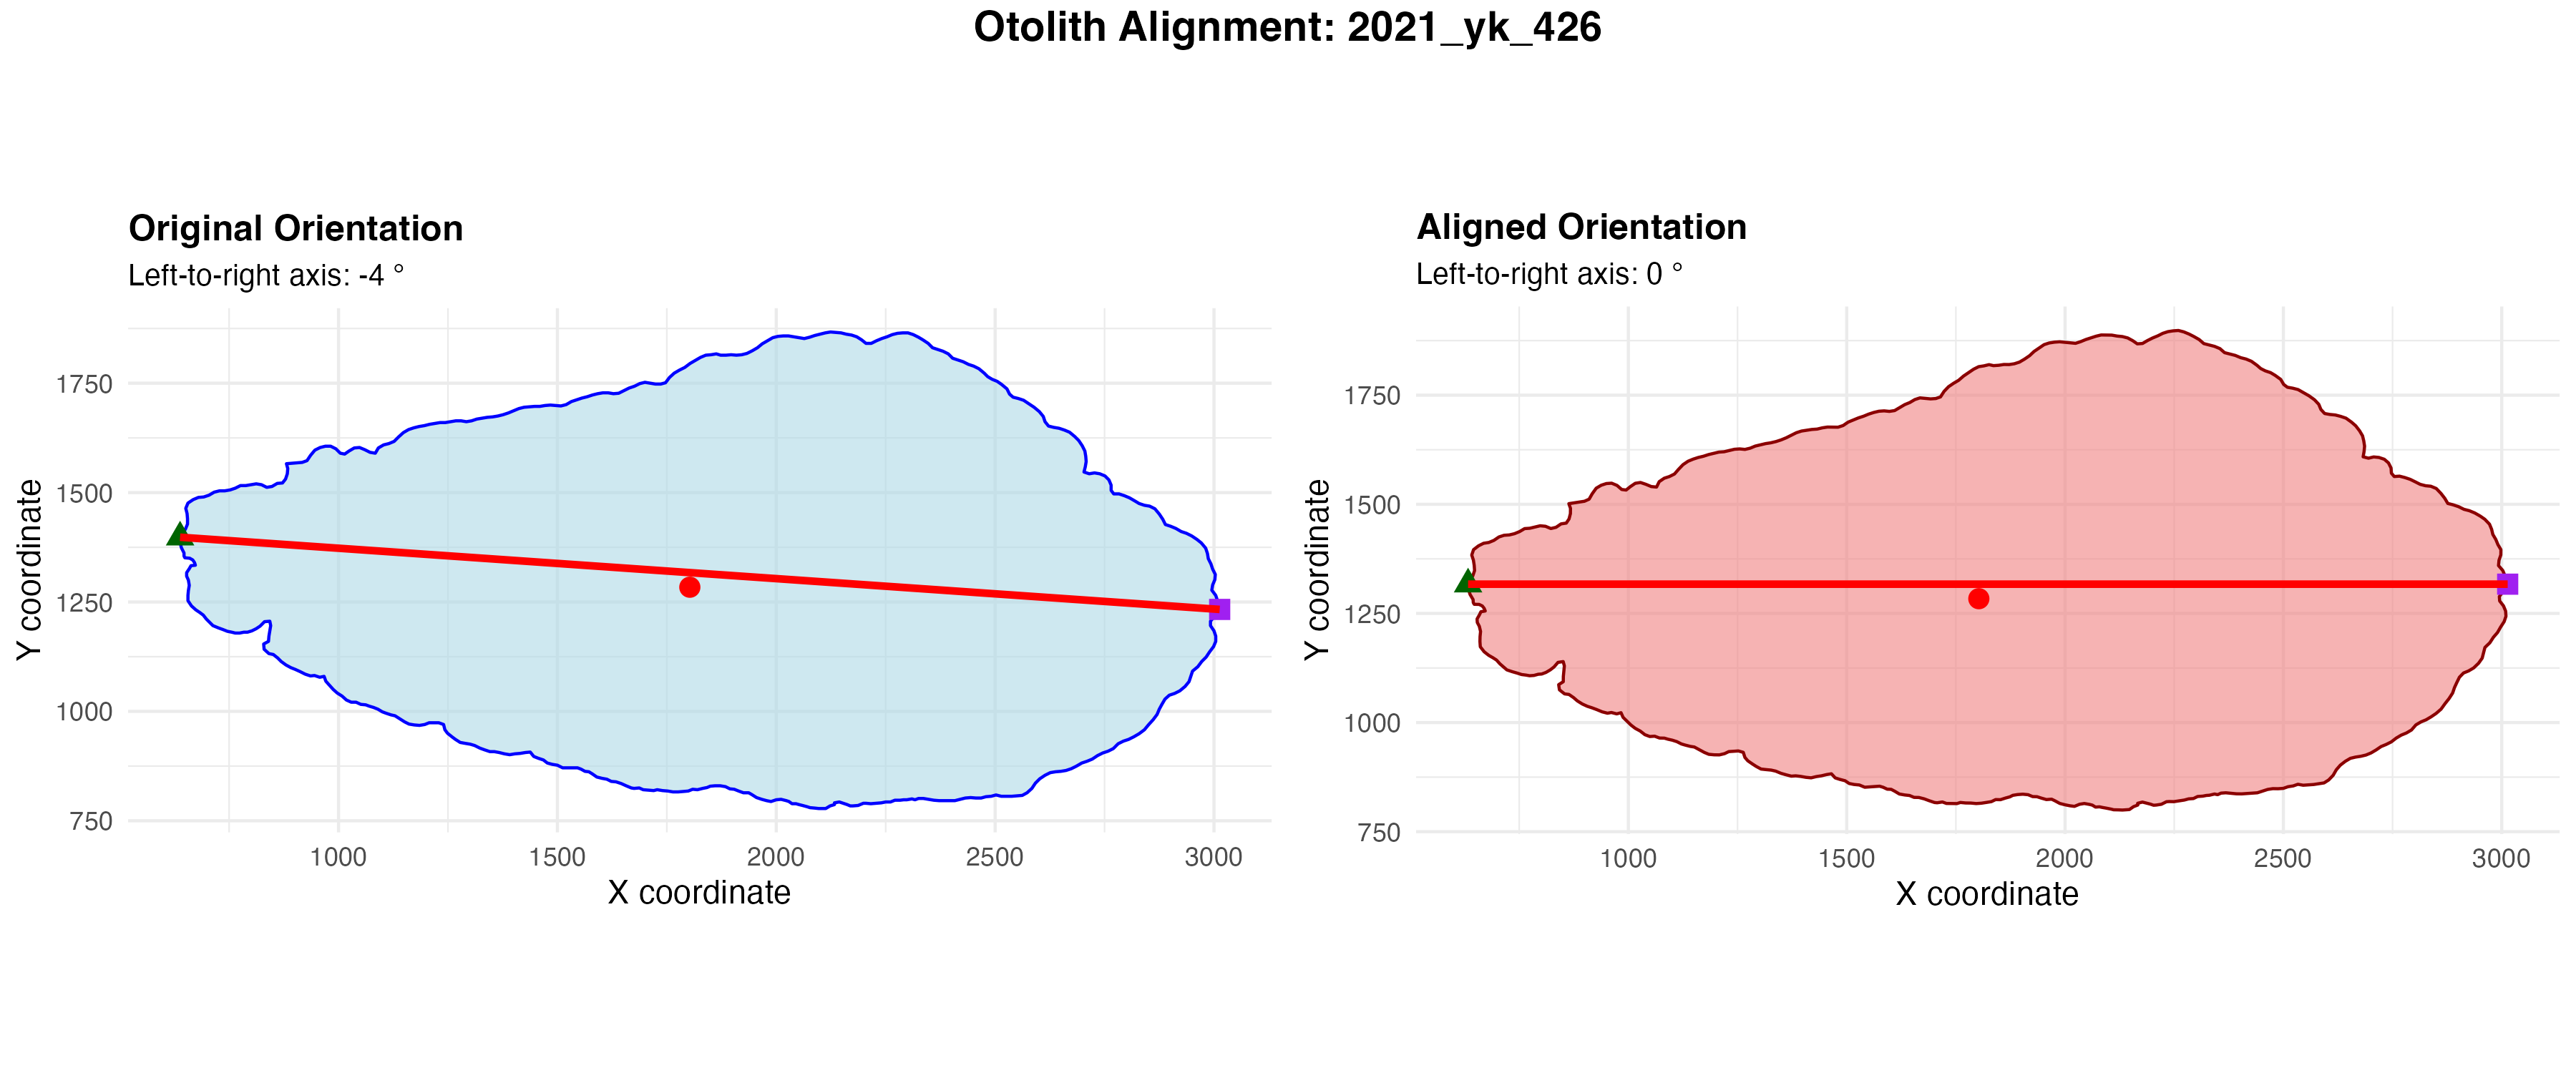 Otolith Alignment: 2021_yk_426
Original Orientation
Left-to-right axis: -4 °
Y coordinate
1750
1500
1250
1000
750
1000 1500 2000 2500 3000
X coordinate
Aligned Orientation
Left-to-right axis: 0 °
Y coordinate
1750
1500
1250
1000
750
1000 1500 2000 2500 3000
X coordinate